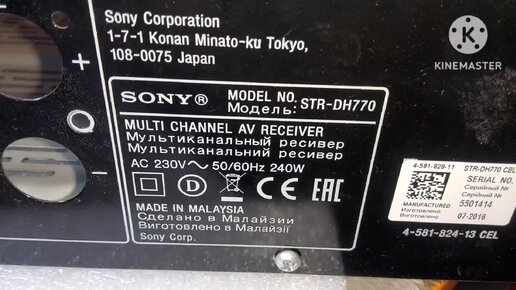 Sony Corporation
1-7-1 Konan Minato-ku Tokyo,
108-0075 Japan
K
KINEMASTER
+
SONY®
MODEL NO. STR-DH770
Модель:
MULTI CHANNEL AV RECEIVER
Мультиканальный ресивер
Мультиканальний ресивер
AC 230V ~ 50/60Hz 240W
D CE EAC
MADE IN MALAYSIA
Сделано в Малайзии
Виготовлено в Малайзії
Sony Corp.
4-581-828-11
STR-DH770 CEL
SERIAL NO.
Серийный №
Серійний №
5501414
MANUFACTURED
Изготовлено
Виготовлено
07-2016
4-581-824-13 CEL